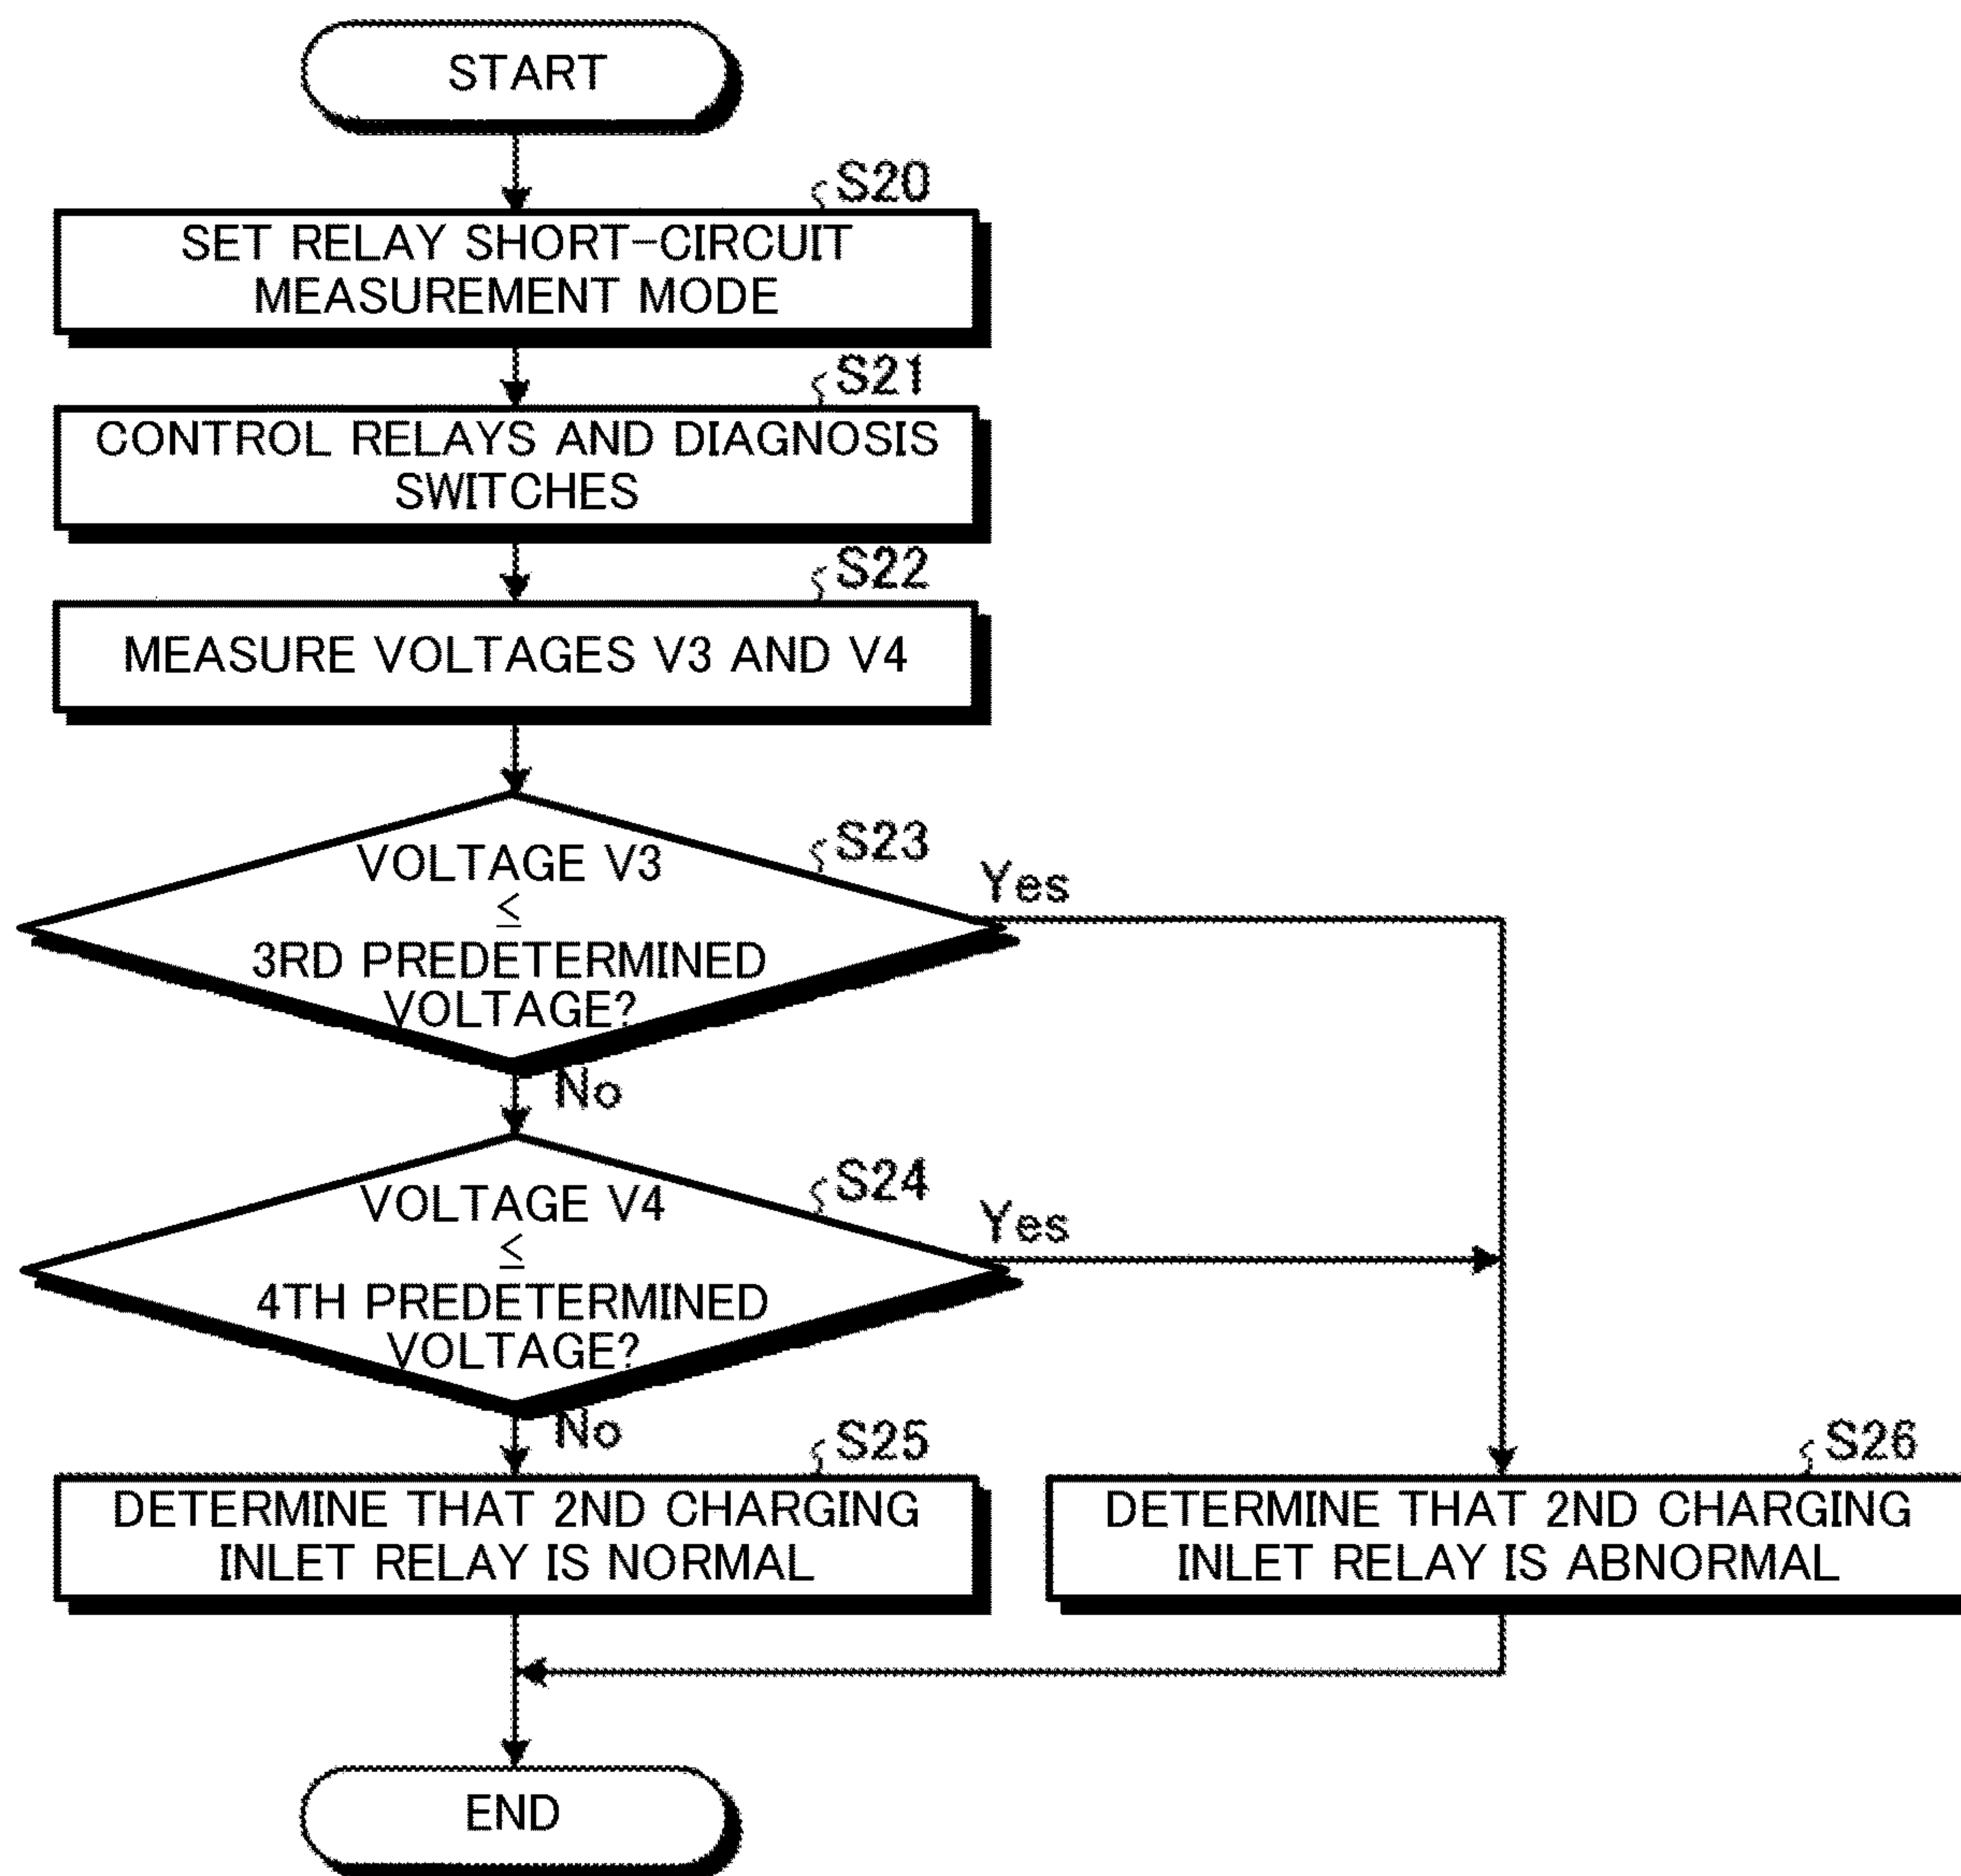 START
S20
SET RELAY SHORT-CIRCUIT
MEASUREMENT MODE
S21
CONTROL RELAYS AND DIAGNOSIS
SWITCHES
S22
MEASURE VOLTAGES V3 AND V4
S23
VOLTAGE V3
≤
3RD PREDETERMINED
VOLTAGE?
Yes
No
S24
VOLTAGE V4
≤
4TH PREDETERMINED
VOLTAGE?
Yes
No
S25
DETERMINE THAT 2ND CHARGING
INLET RELAY IS NORMAL
S26
DETERMINE THAT 2ND CHARGING
INLET RELAY IS ABNORMAL
END